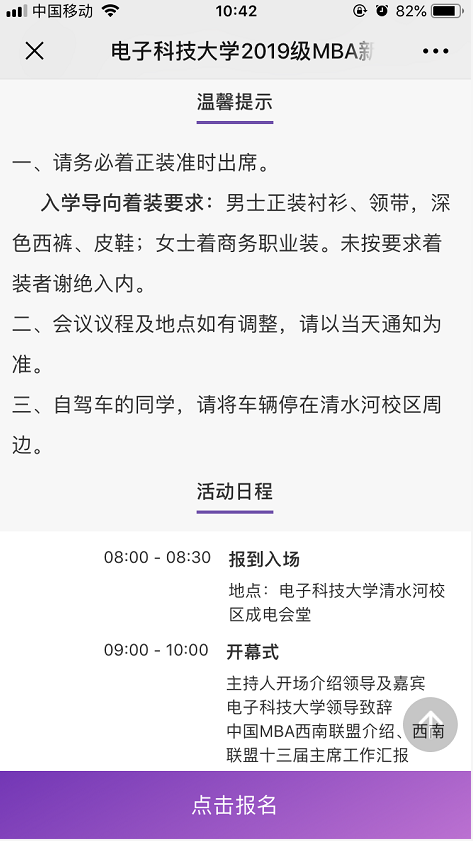 中国移动 10:42 82%
电子科技大学2019级MBA新
温馨提示
一、请务必着正装准时出席。
入学导向着装要求：男士正装衬衫、领带，深
色西裤、皮鞋；女士着商务职业装。未按要求着
装者谢绝入内。
二、会议议程及地点如有调整，请以当天通知为
准。
三、自驾车的同学，请将车辆停在清水河校区周
边。
活动日程
08:00 - 08:30 报到入场
地点：电子科技大学清水河校
区成电会堂
09:00 - 10:00 开幕式
主持人开场介绍领导及嘉宾
电子科技大学领导致辞
中国MBA西南联盟介绍、西南
联盟十三届主席工作汇报
点击报名